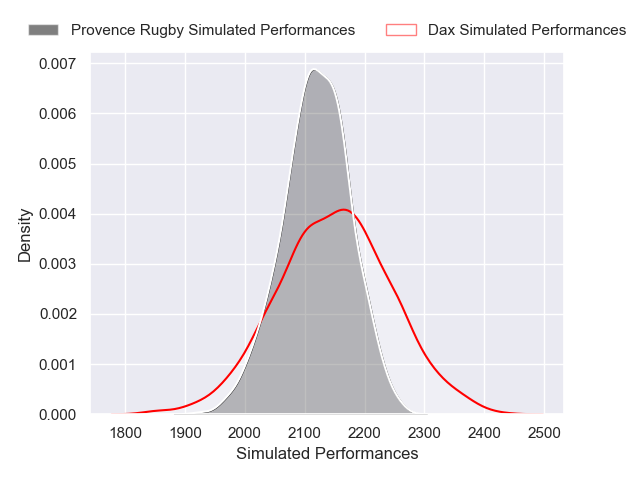 Provence Rugby Simulated Performances Dax Simulated Performances
0.007
0.006
0.005
0.004
0.003
0.002
0.001
0.000
Density
1800 1900 2000 2100 2200 2300 2400 2500
Simulated Performances